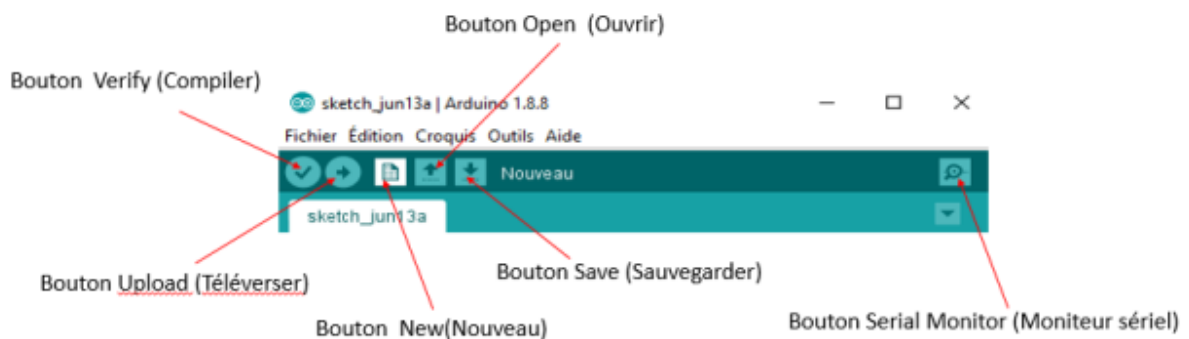 Bouton Open (Ouvrir)
Bouton Verify (Compiler)
sketch_jun13a | Arduino 1.8.8
Fichier Édition Croquis Outils Aide
Nouveau
sketch_jun13a
Bouton Upload (Téléverser)
Bouton Save (Sauvegarder)
Bouton New(Nouveau)
Bouton Serial Monitor (Moniteur sériel)